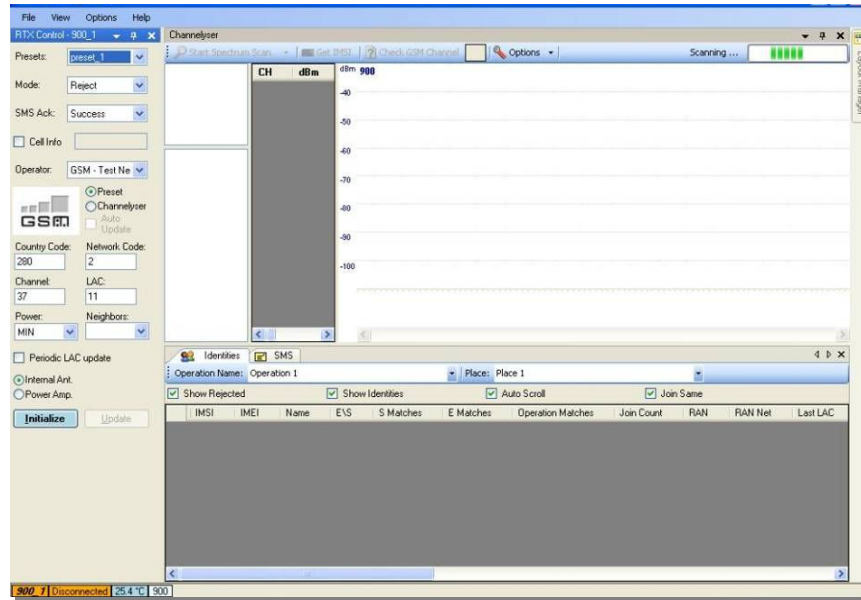 File View Options Help
RTX Control - 900_1
Channelyser
Presets: preset_1
Start Spectrum Scan Get IMSI Check GSM Channel Options Scanning ...
Mode: Reject
SMS Ack: Success
Cell Info
Operator: GSM - Test Ne
GSM
Preset
Channelyser
Auto Update
Country Code: Network Code:
280 2
Channel: LAC:
37 11
Power: Neighbors:
MIN
Periodic LAC update
Internal Ant.
Power Amp.
Initialize Update
CH dBm
dBm 900
-40
-50
-60
-70
-80
-90
-100
Identities SMS
Operation Name: Operation 1 Place: Place 1
Show Rejected Show Identities Auto Scroll Join Same
IMSI IMEI Name E\S S Matches E Matches Operation Matches Join Count RAN RAN Net Last LAC
Layout Manager
900_1 Disconnected 25.4 °C 900